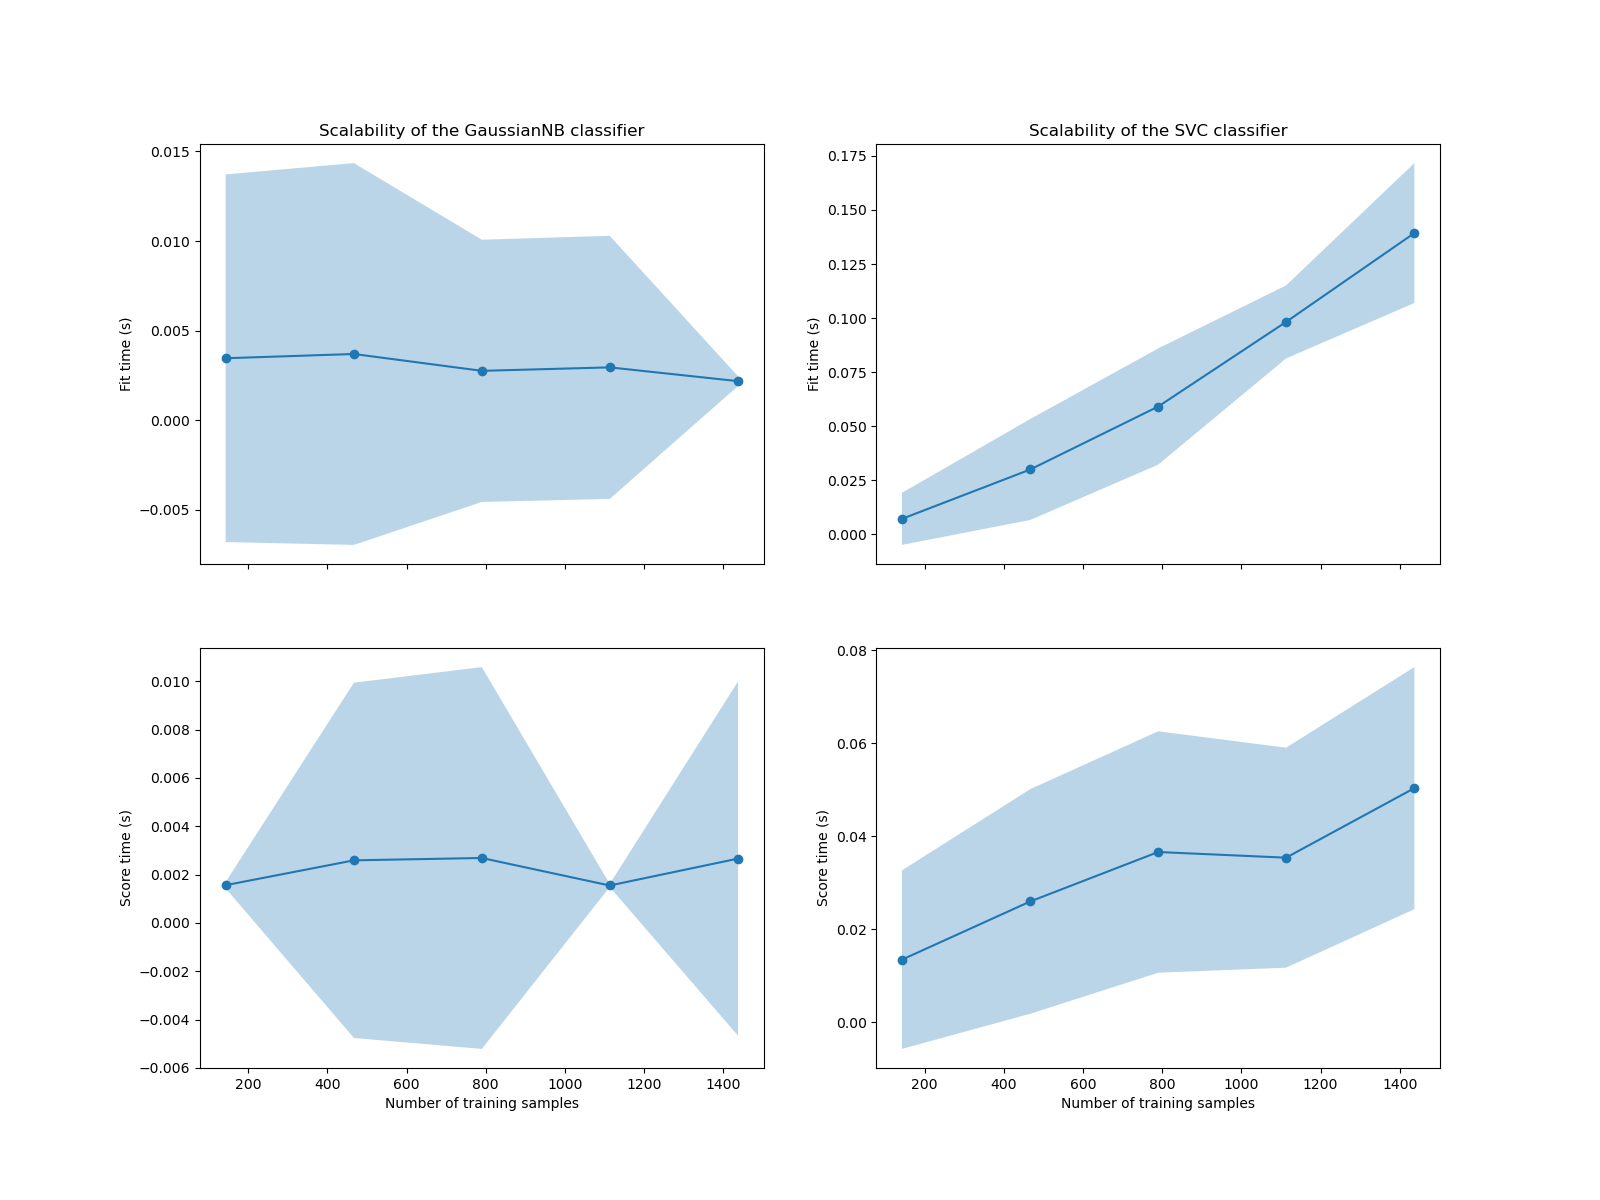 Scalability of the GaussianNB classifier
0.015
0.010
0.005
0.000
−0.005
Fit time (s)
Scalability of the SVC classifier
0.175
0.150
0.125
0.100
0.075
0.050
0.025
0.000
Fit time (s)
0.010
0.008
0.006
0.004
0.002
0.000
−0.002
−0.004
−0.006
Score time (s)
200 400 600 800 1000 1200 1400
Number of training samples
0.08
0.06
0.04
0.02
0.00
Score time (s)
200 400 600 800 1000 1200 1400
Number of training samples